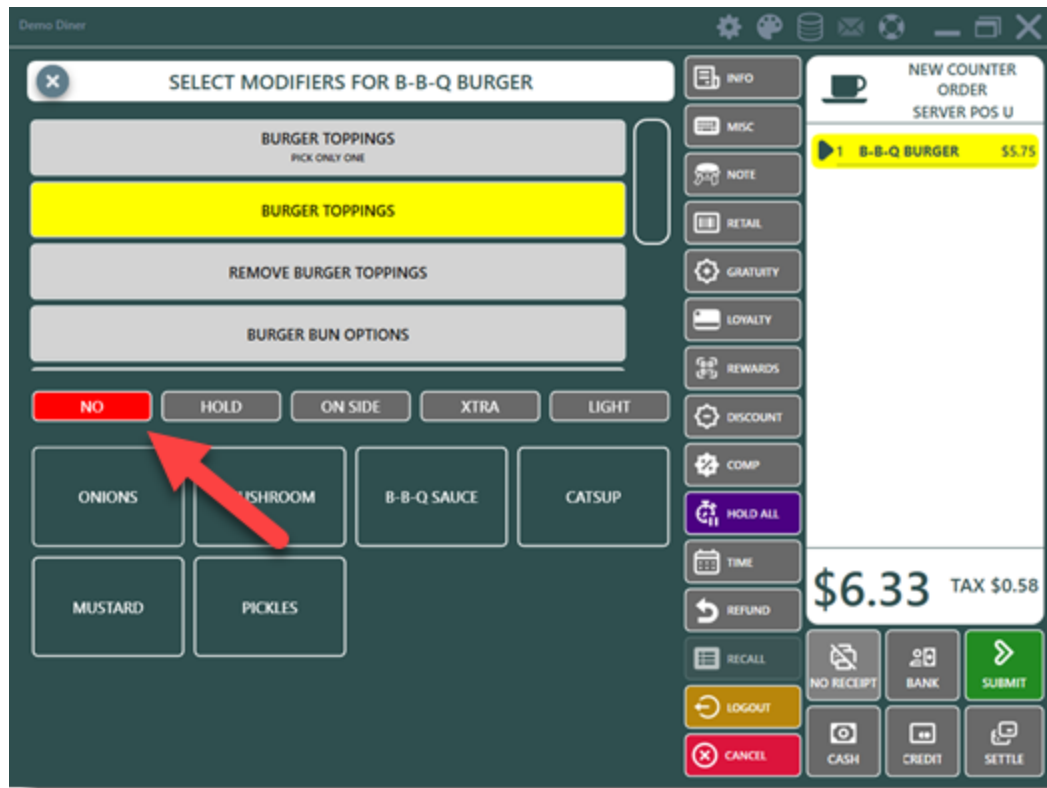 Demo Diner
SELECT MODIFIERS FOR B-B-Q BURGER
BURGER TOPPINGS
PICK ONLY ONE
BURGER TOPPINGS
REMOVE BURGER TOPPINGS
BURGER BUN OPTIONS
NO
HOLD
ON SIDE
XTRA
LIGHT
ONIONS
USHROOM
B-B-Q SAUCE
CATSUP
MUSTARD
PICKLES
INFO
MISC
NOTE
RETAIL
GRATUITY
LOYALTY
REWARDS
DISCOUNT
COMP
HOLD ALL
TIME
REFUND
RECALL
LOGOUT
CANCEL
NEW COUNTER
ORDER
SERVER POS U
1 B-B-Q BURGER $5.75
$6.33 TAX $0.58
NO RECEIPT
BANK
SUBMIT
CASH
CREDIT
SETTLE